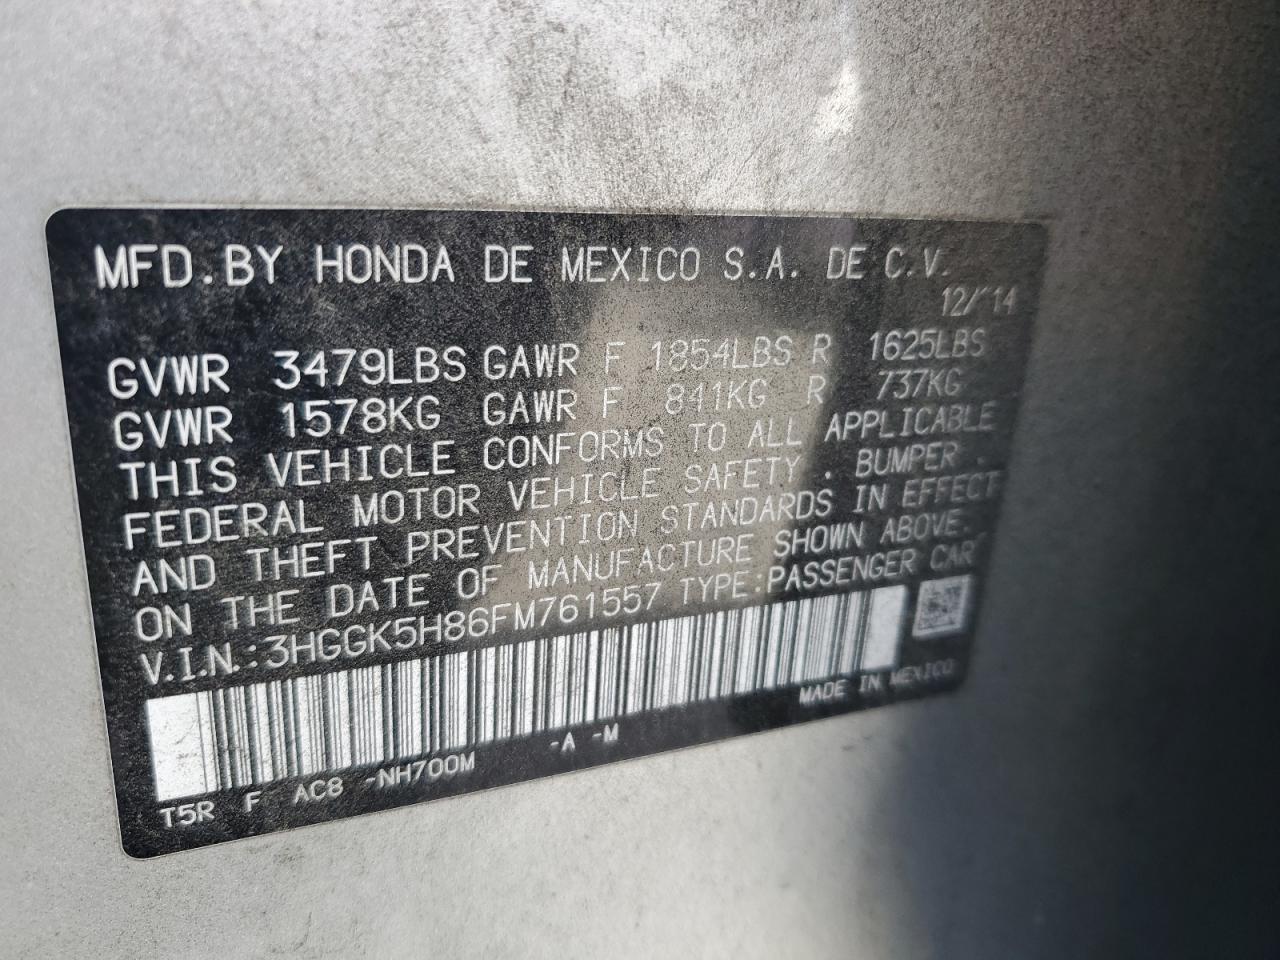 MFD.BY HONDA DE MEXICO S.A. DE C.V.
12/'14
GVWR 3479LBS GAWR F 1854LBS R 1625LBS
GVWR 1578KG GAWR F 841KG R 737KG
THIS VEHICLE CONFORMS TO ALL APPLICABLE
FEDERAL MOTOR VEHICLE SAFETY , BUMPER ,
AND THEFT PREVENTION STANDARDS IN EFFECT
ON THE DATE OF MANUFACTURE SHOWN ABOVE.
V.I.N.:3HGGK5H86FM761557 TYPE:PASSENGER CAR
MADE IN MEXICO
T5R F AC8 -NH700M -A -M